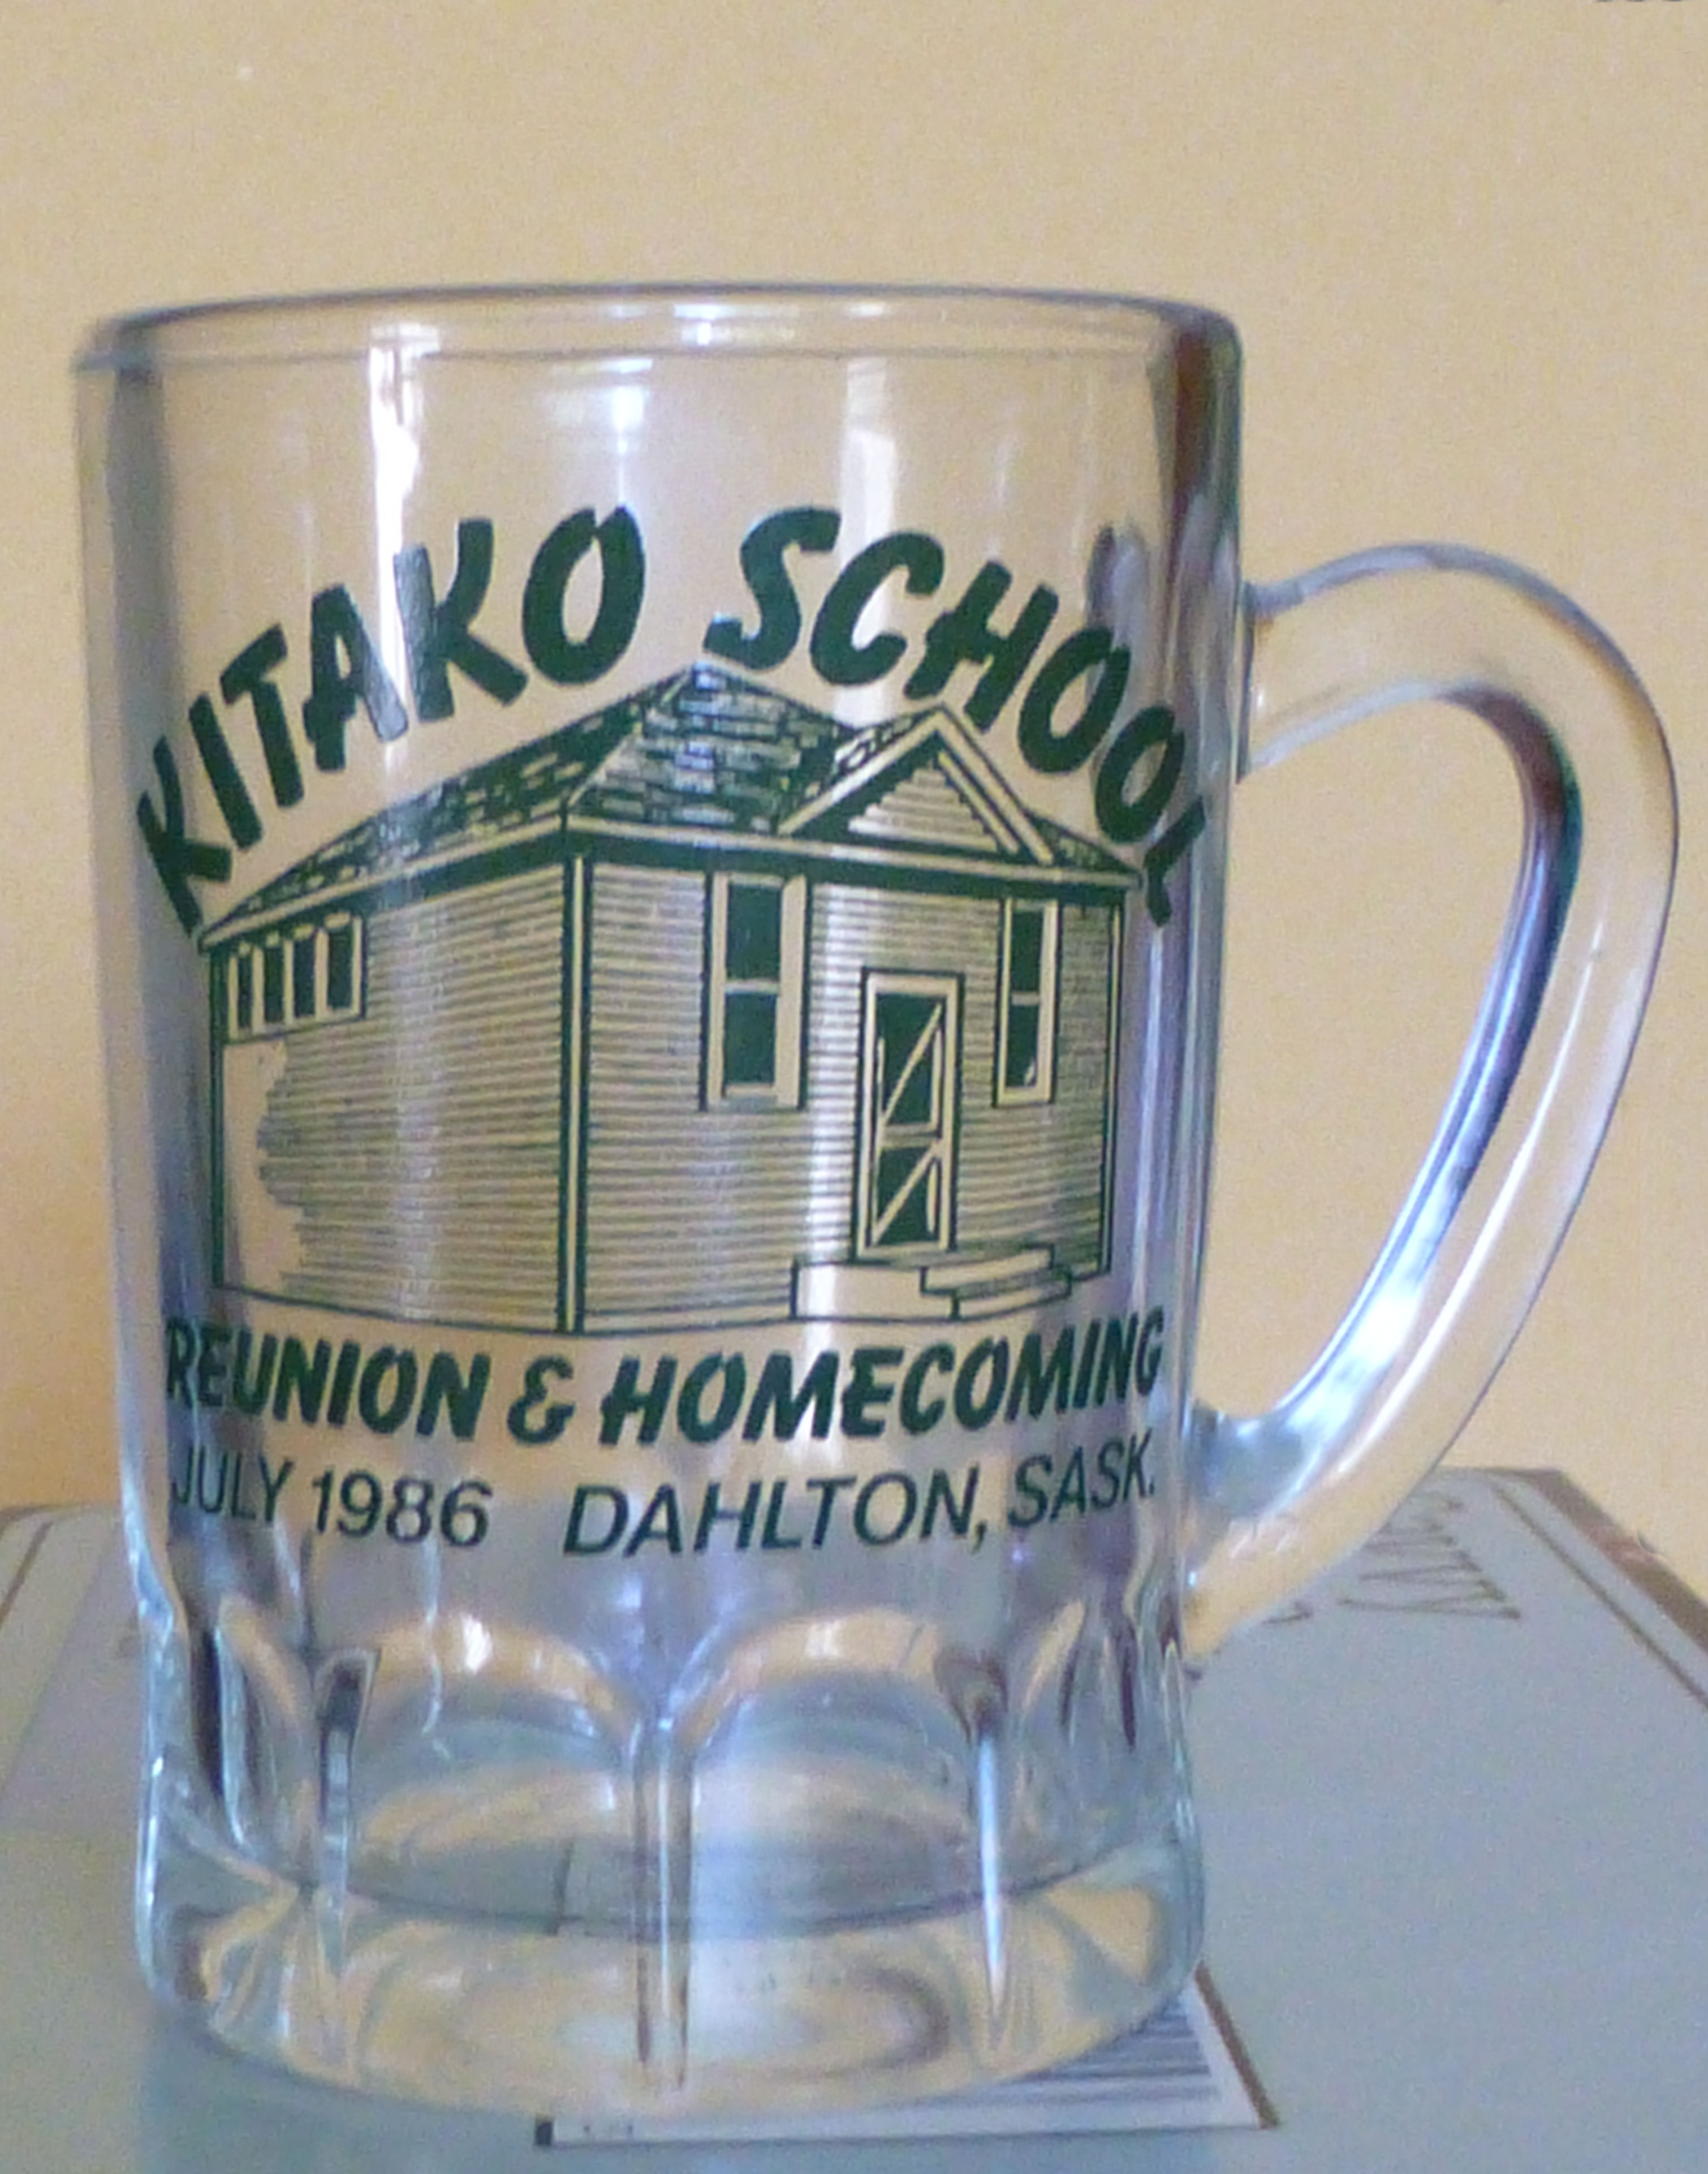 KITAKO SCHOOL
REUNION & HOMECOMING
JULY 1986 DAHLTON, SASK.